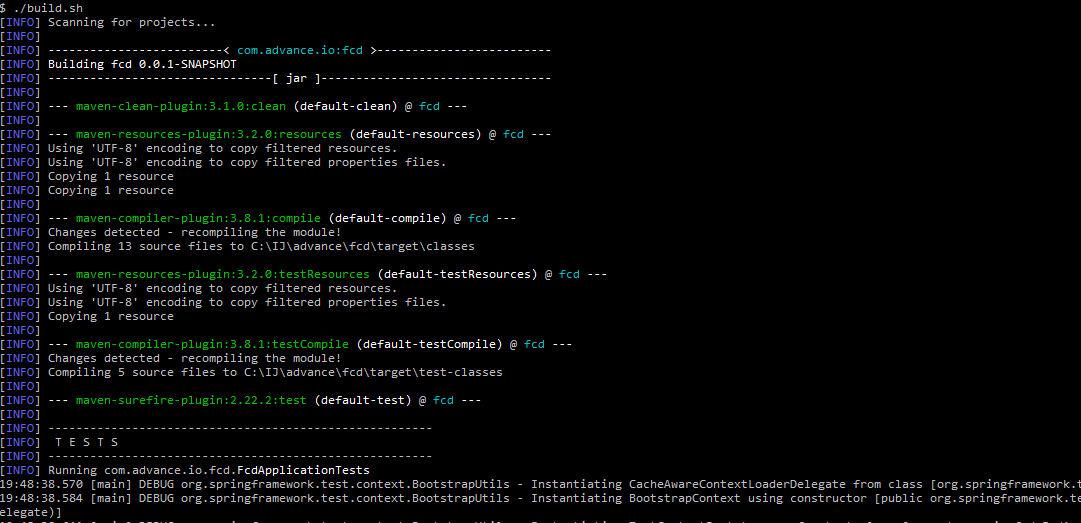 $ ./build.sh
[INFO] Scanning for projects...
[INFO]
[INFO] -------------------------< com.advance.io:fcd >-------------------------
[INFO] Building fcd 0.0.1-SNAPSHOT
[INFO] --------------------------------[ jar ]---------------------------------
[INFO]
[INFO] --- maven-clean-plugin:3.1.0:clean (default-clean) @ fcd ---
[INFO]
[INFO] --- maven-resources-plugin:3.2.0:resources (default-resources) @ fcd ---
[INFO] Using 'UTF-8' encoding to copy filtered resources.
[INFO] Using 'UTF-8' encoding to copy filtered properties files.
[INFO] Copying 1 resource
[INFO] Copying 1 resource
[INFO]
[INFO] --- maven-compiler-plugin:3.8.1:compile (default-compile) @ fcd ---
[INFO] Changes detected - recompiling the module!
[INFO] Compiling 13 source files to C:\IJ\advance\fcd\target\classes
[INFO]
[INFO] --- maven-resources-plugin:3.2.0:testResources (default-testResources) @ fcd ---
[INFO] Using 'UTF-8' encoding to copy filtered resources.
[INFO] Using 'UTF-8' encoding to copy filtered properties files.
[INFO] Copying 1 resource
[INFO]
[INFO] --- maven-compiler-plugin:3.8.1:testCompile (default-testCompile) @ fcd ---
[INFO] Changes detected - recompiling the module!
[INFO] Compiling 5 source files to C:\IJ\advance\fcd\target\test-classes
[INFO]
[INFO] --- maven-surefire-plugin:2.22.2:test (default-test) @ fcd ---
[INFO]
[INFO] -------------------------------------------------------
[INFO]  T E S T S
[INFO] -------------------------------------------------------
[INFO] Running com.advance.io.fcd.FcdApplicationTests
19:48:38.570 [main] DEBUG org.springframework.test.context.BootstrapUtils - Instantiating CacheAwareContextLoaderDelegate from class [org.springframework.t
19:48:38.584 [main] DEBUG org.springframework.test.context.BootstrapUtils - Instantiating BootstrapContext using constructor [public org.springframework.te
elegate)]